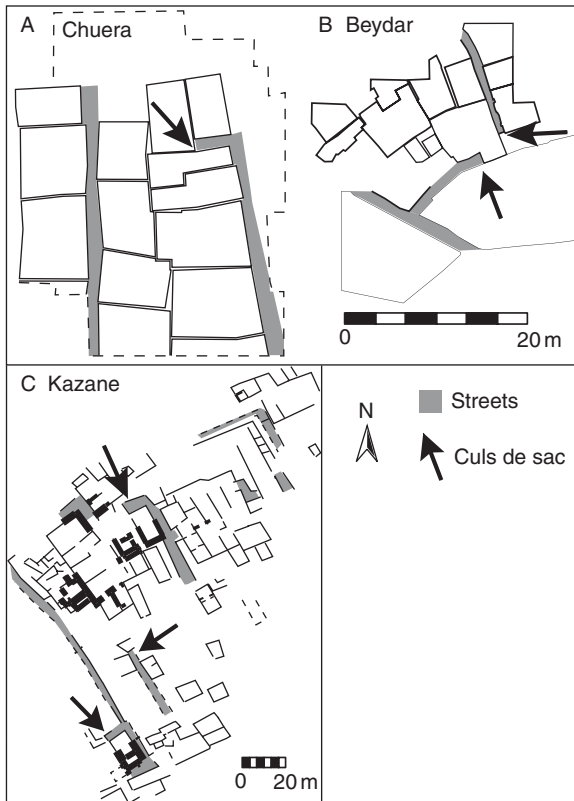 A Chuera
B Beydar
0 20 m
C Kazane
0 20 m
N
Streets
Culs de sac